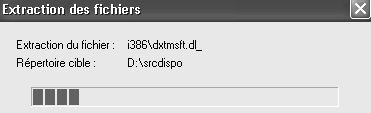 Extraction des fichiers
Extraction du fichier : i386\dxtmsft.dl_
Répertoire cible : D:\srcdispo